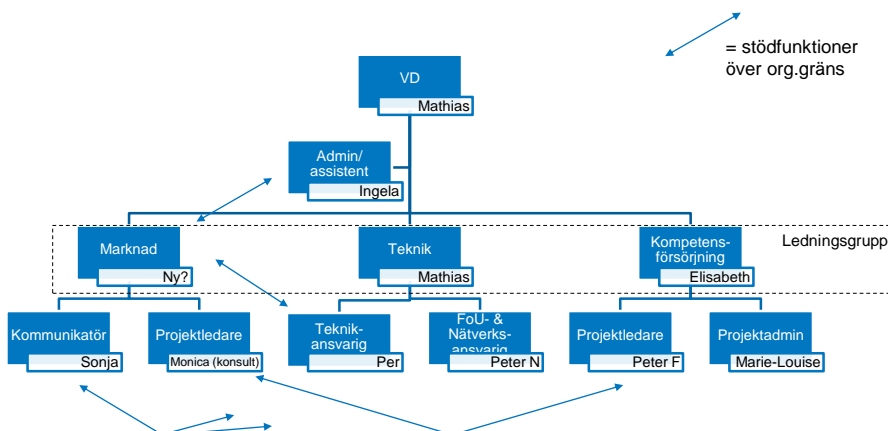 = stödfunktioner
över org.gräns
VD
Mathias
Admin/
assistent
Ingela
Ledningsgrupp
Marknad
Ny?
Teknik
Mathias
Kompetens-
försörjning
Elisabeth
Kommunikatör
Sonja
Projektledare
Monica (konsult)
Teknik-
ansvarig
Per
FoU- &
Nätverks-
ansvarig
Peter N
Projektledare
Peter F
Projektadmin
Marie-Louise